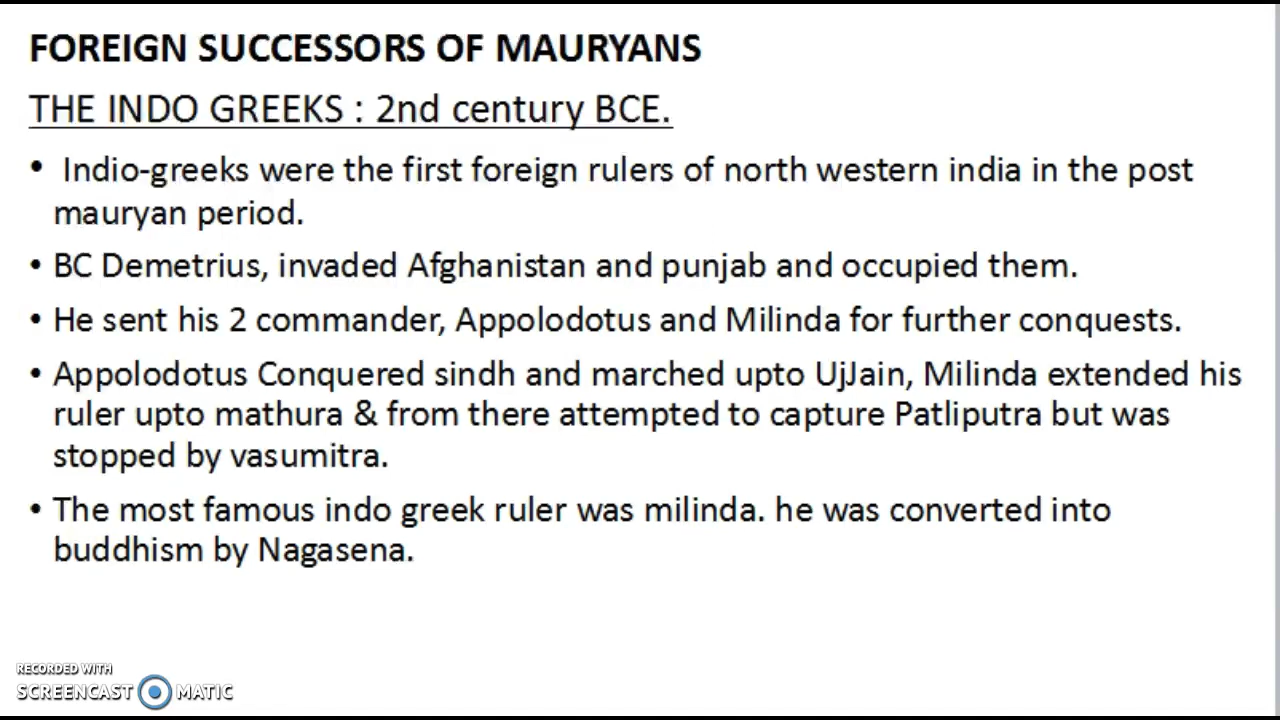 FOREIGN SUCCESSORS OF MAURYANS
THE INDO GREEKS : 2nd century BCE.
• Indio-greeks were the first foreign rulers of north western india in the post
mauryan period.
• BC Demetrius, invaded Afghanistan and punjab and occupied them.
• He sent his 2 commander, Appolodotus and Milinda for further conquests.
• Appolodotus Conquered sindh and marched upto UjJain, Milinda extended his
ruler upto mathura & from there attempted to capture Patliputra but was
stopped by vasumitra.
• The most famous indo greek ruler was milinda. he was converted into
buddhism by Nagasena.
RECORDED WITH
SCREENCAST MATIC